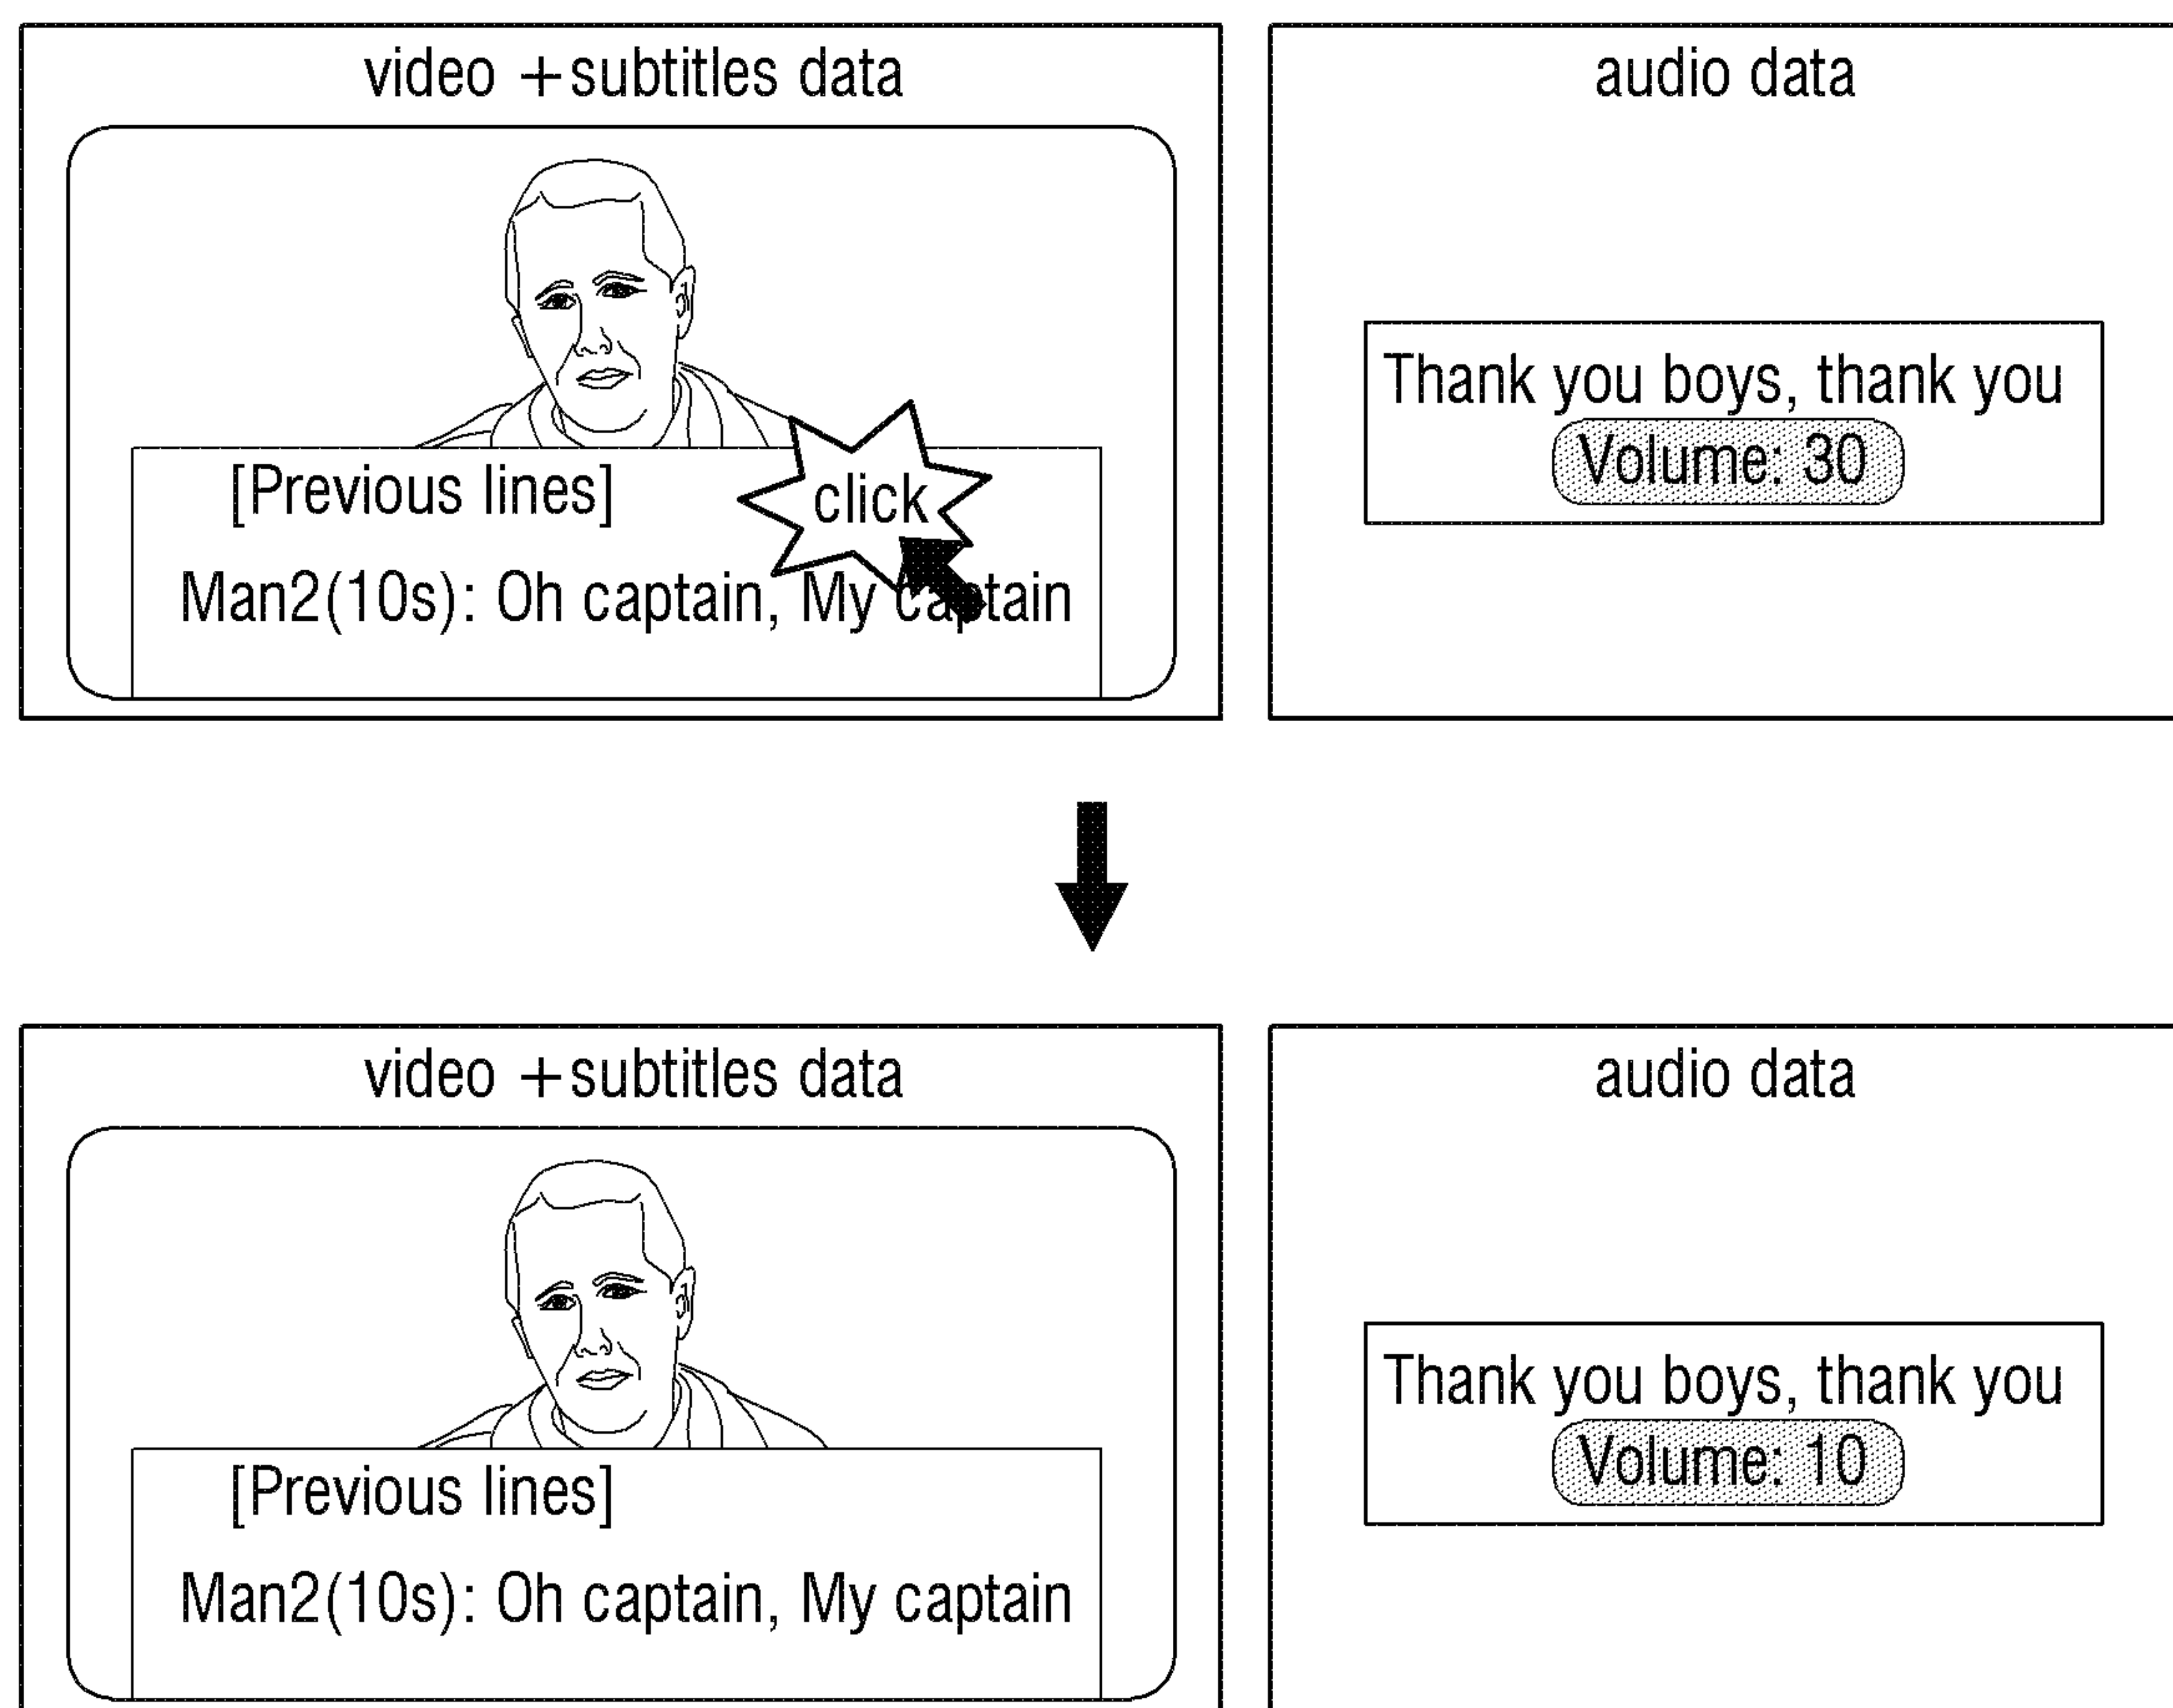 video +subtitles data
[Previous lines]
click
Man2(10s): Oh captain, My captain
audio data
Thank you boys, thank you
Volume: 30
video +subtitles data
[Previous lines]
Man2(10s): Oh captain, My captain
audio data
Thank you boys, thank you
Volume: 10